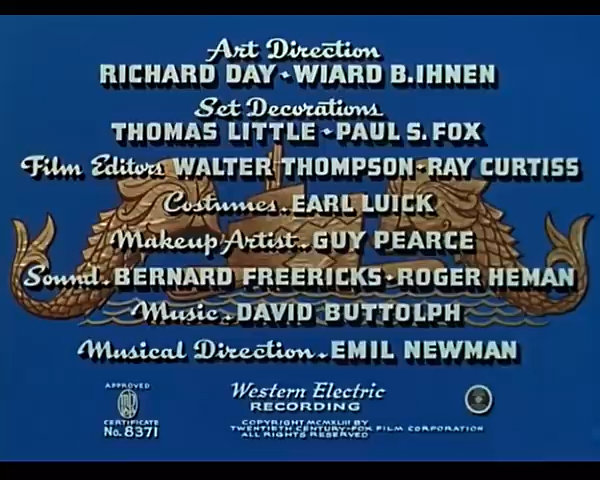 Art Direction
RICHARD DAY · WIARD B. IHNEN
Set Decorations
THOMAS LITTLE · PAUL S. FOX
Film Editors WALTER THOMPSON · RAY CURTISS
Costumes · EARL LUICK
Makeup Artist · GUY PEARCE
Sound · BERNARD FREERICKS · ROGER HEMAN
Music · DAVID BUTTOLPH
Musical Direction · EMIL NEWMAN
APPROVED
CERTIFICATE
No. 8371
Western Electric
RECORDING
COPYRIGHT MCMXLIII BY
TWENTIETH CENTURY-FOX FILM CORPORATION
ALL RIGHTS RESERVED